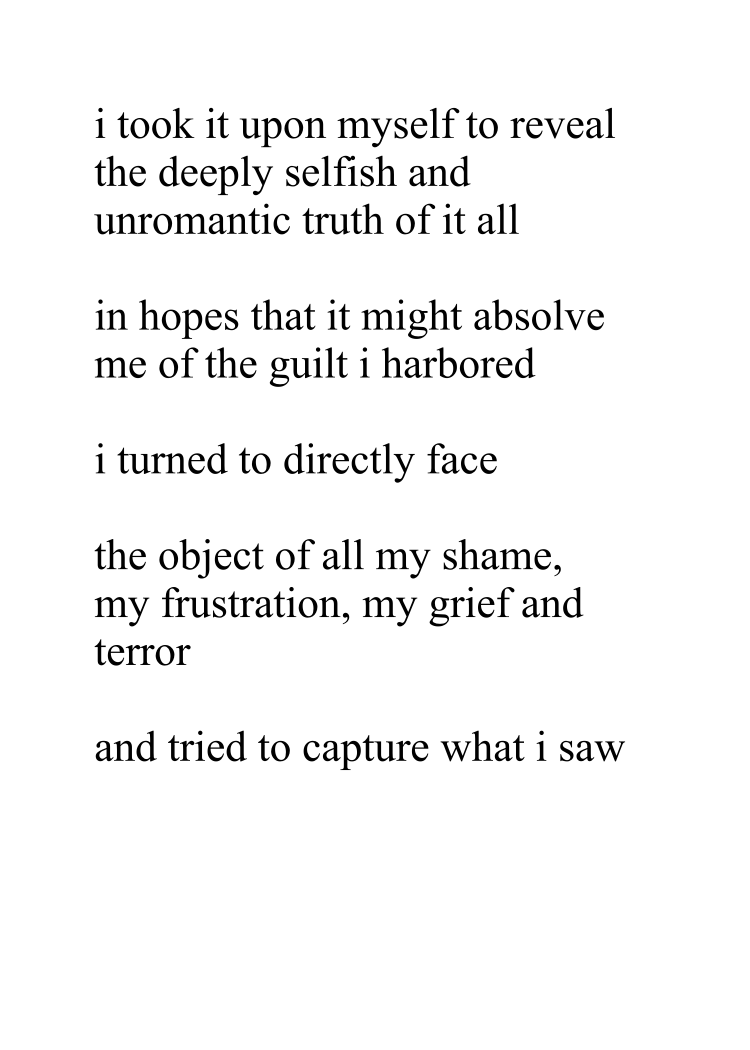 i took it upon myself to reveal
the deeply selfish and
unromantic truth of it all
in hopes that it might absolve
me of the guilt i harbored
i turned to directly face
the object of all my shame,
my frustration, my grief and
terror
and tried to capture what i saw